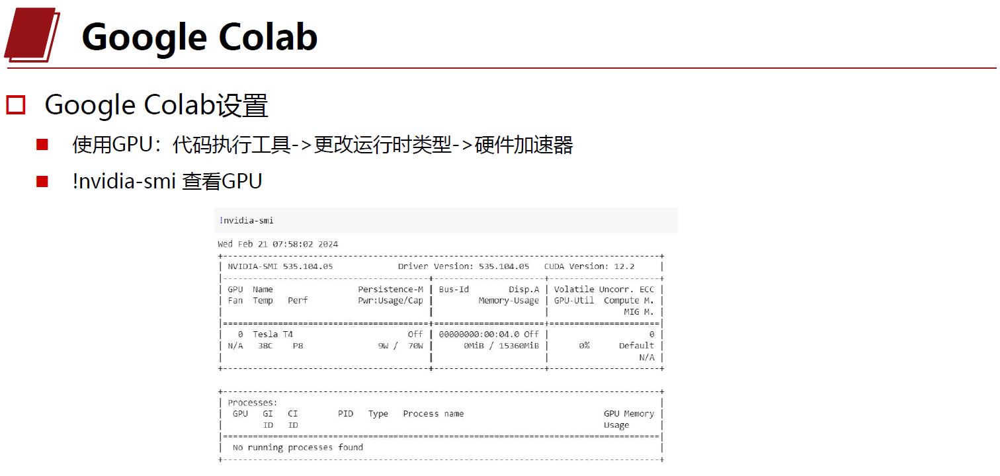 Google Colab
Google Colab设置
使用GPU：代码执行工具->更改运行时类型->硬件加速器
!nvidia-smi 查看GPU
!nvidia-smi
Wed Feb 21 07:58:02 2024
+---------------------------------------------------------------------------------------+
| NVIDIA-SMI 535.104.05             Driver Version: 535.104.05   CUDA Version: 12.2     |
|-----------------------------------------+----------------------+----------------------+
| GPU  Name                 Persistence-M | Bus-Id        Disp.A | Volatile Uncorr. ECC |
| Fan  Temp   Perf          Pwr:Usage/Cap |         Memory-Usage | GPU-Util  Compute M. |
|                                         |                      |               MIG M. |
|=========================================+======================+======================|
|   0  Tesla T4                       Off | 00000000:00:04.0 Off |                    0 |
| N/A   38C    P8               9W /  70W |      0MiB / 15360MiB |      0%      Default |
|                                         |                      |                  N/A |
+-----------------------------------------+----------------------+----------------------+
+---------------------------------------------------------------------------------------+
| Processes:                                                                            |
|  GPU   GI   CI        PID   Type   Process name                            GPU Memory |
|        ID   ID                                                             Usage      |
|=======================================================================================|
|  No running processes found                                                           |
+---------------------------------------------------------------------------------------+